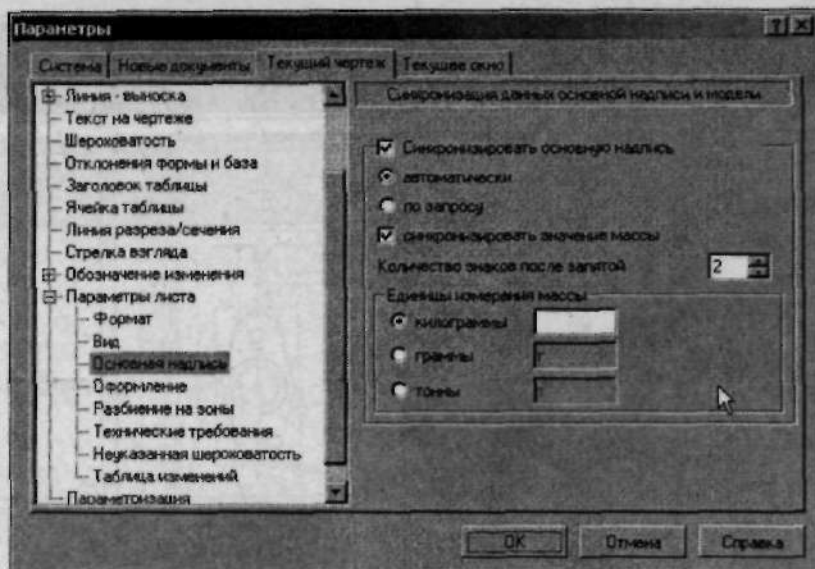 Параметры
Система Новые документы Текущий чертеж Текущее окно
Линия - выноска
Текст на чертеже
Шероховатость
Отклонения формы и база
Заголовок таблицы
Ячейка таблицы
Линия разреза/сечения
Стрелка взгляда
Обозначение изменения
Параметры листа
Формат
Вид
Основная надпись
Оформление
Разбиение на зоны
Технические требования
Неуказанная шероховатость
Таблица изменений
Параметризация
Синхронизация данных основной надписи и модели
Синхронизировать основную надпись
автоматически
по запросу
синхронизировать значение массы
Количество знаков после запятой 2
Единицы измерения массы
килограммы
граммы г
тонны
OK Отмена Справка